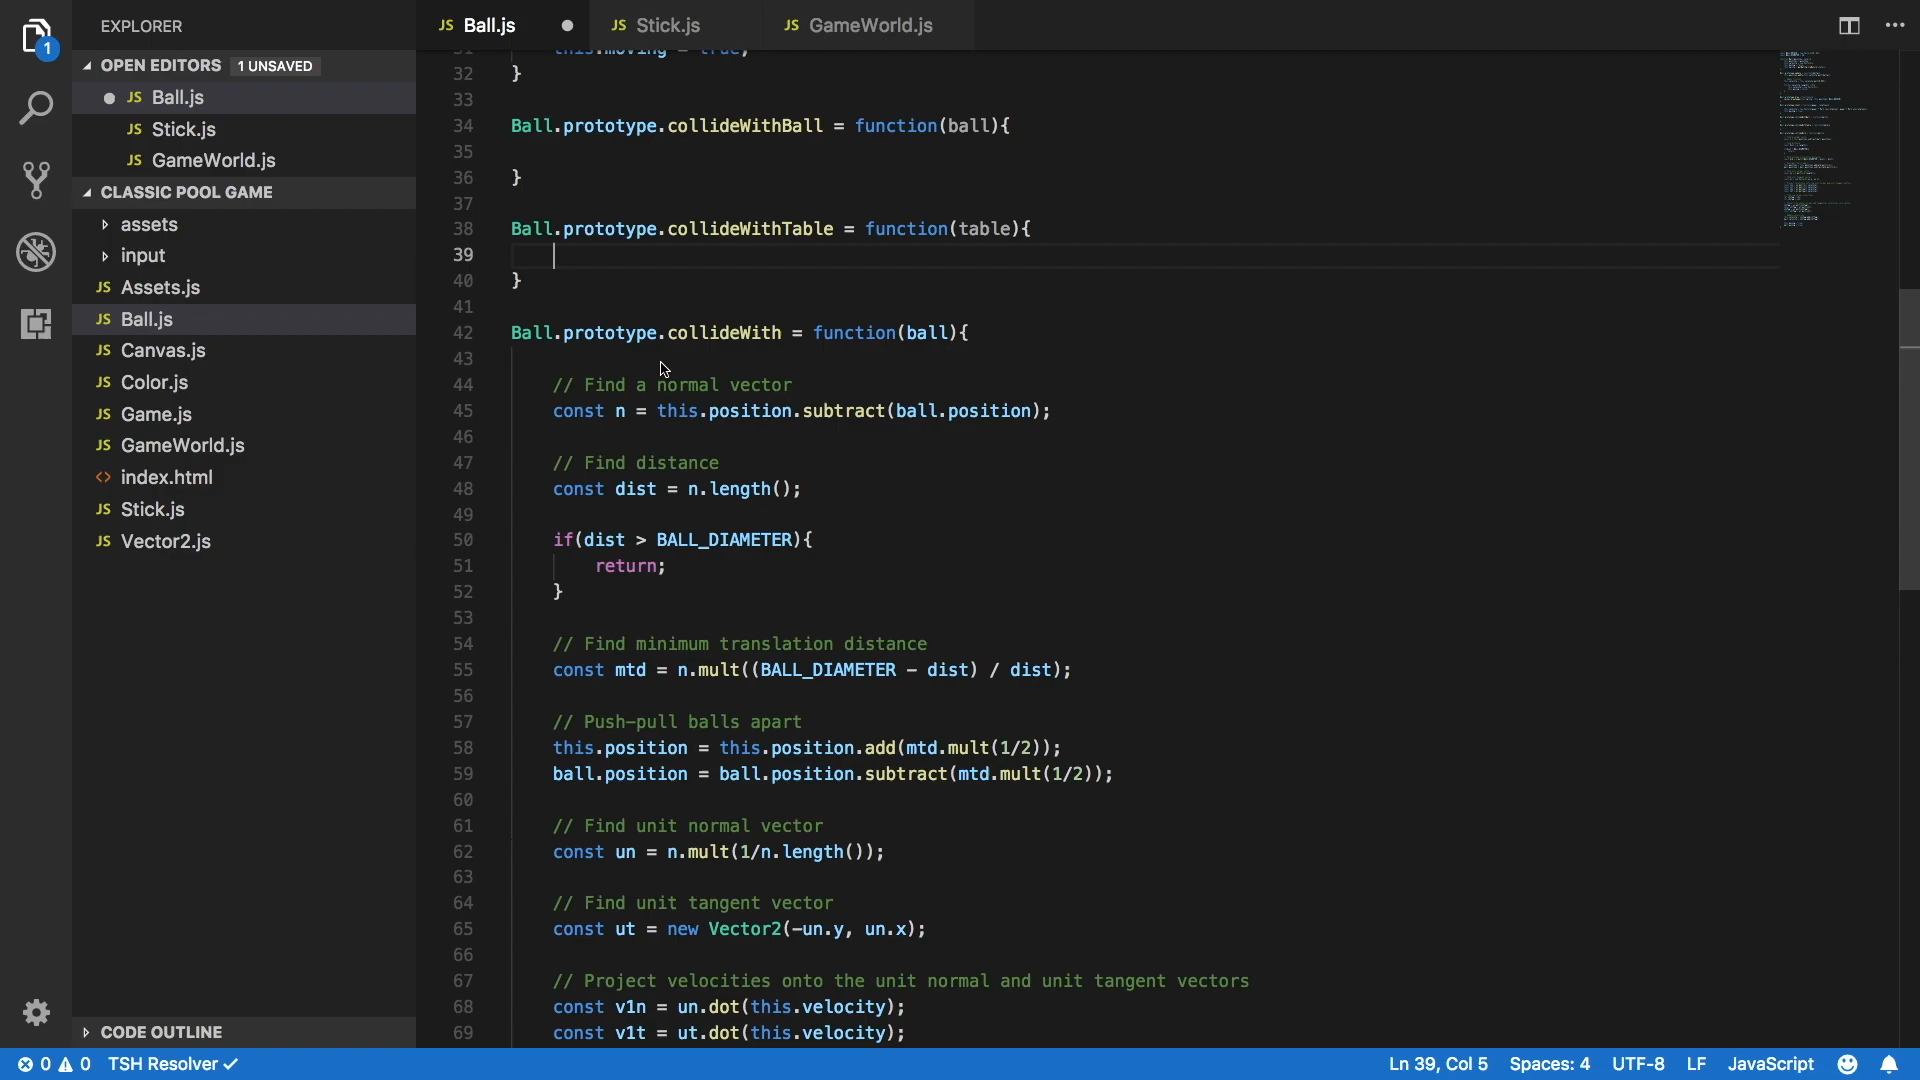 EXPLORER
1
OPEN EDITORS 1 UNSAVED
JS Ball.js
JS Stick.js
JS GameWorld.js
CLASSIC POOL GAME
assets
input
JS Assets.js
JS Ball.js
JS Canvas.js
JS Color.js
JS Game.js
JS GameWorld.js
<> index.html
JS Stick.js
JS Vector2.js
CODE OUTLINE
JS Ball.js JS Stick.js JS GameWorld.js
31 this.moving = true;
32 }
33
34 Ball.prototype.collideWithBall = function(ball){
35
36 }
37
38 Ball.prototype.collideWithTable = function(table){
39
40 }
41
42 Ball.prototype.collideWith = function(ball){
43
44 // Find a normal vector
45 const n = this.position.subtract(ball.position);
46
47 // Find distance
48 const dist = n.length();
49
50 if(dist > BALL_DIAMETER){
51 return;
52 }
53
54 // Find minimum translation distance
55 const mtd = n.mult((BALL_DIAMETER - dist) / dist);
56
57 // Push-pull balls apart
58 this.position = this.position.add(mtd.mult(1/2));
59 ball.position = ball.position.subtract(mtd.mult(1/2));
60
61 // Find unit normal vector
62 const un = n.mult(1/n.length());
63
64 // Find unit tangent vector
65 const ut = new Vector2(-un.y, un.x);
66
67 // Project velocities onto the unit normal and unit tangent vectors
68 const v1n = un.dot(this.velocity);
69 const v1t = ut.dot(this.velocity);
0 0 TSH Resolver Ln 39, Col 5 Spaces: 4 UTF-8 LF JavaScript